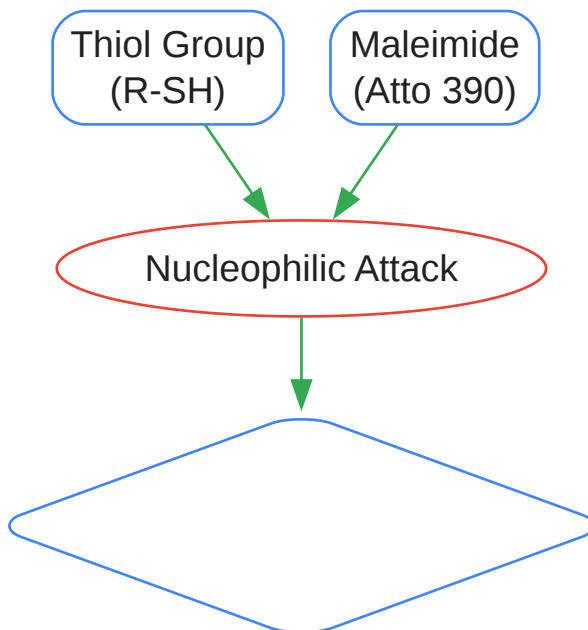 Thiol Group
(R-SH)
Maleimide
(Atto 390)
Nucleophilic Attack